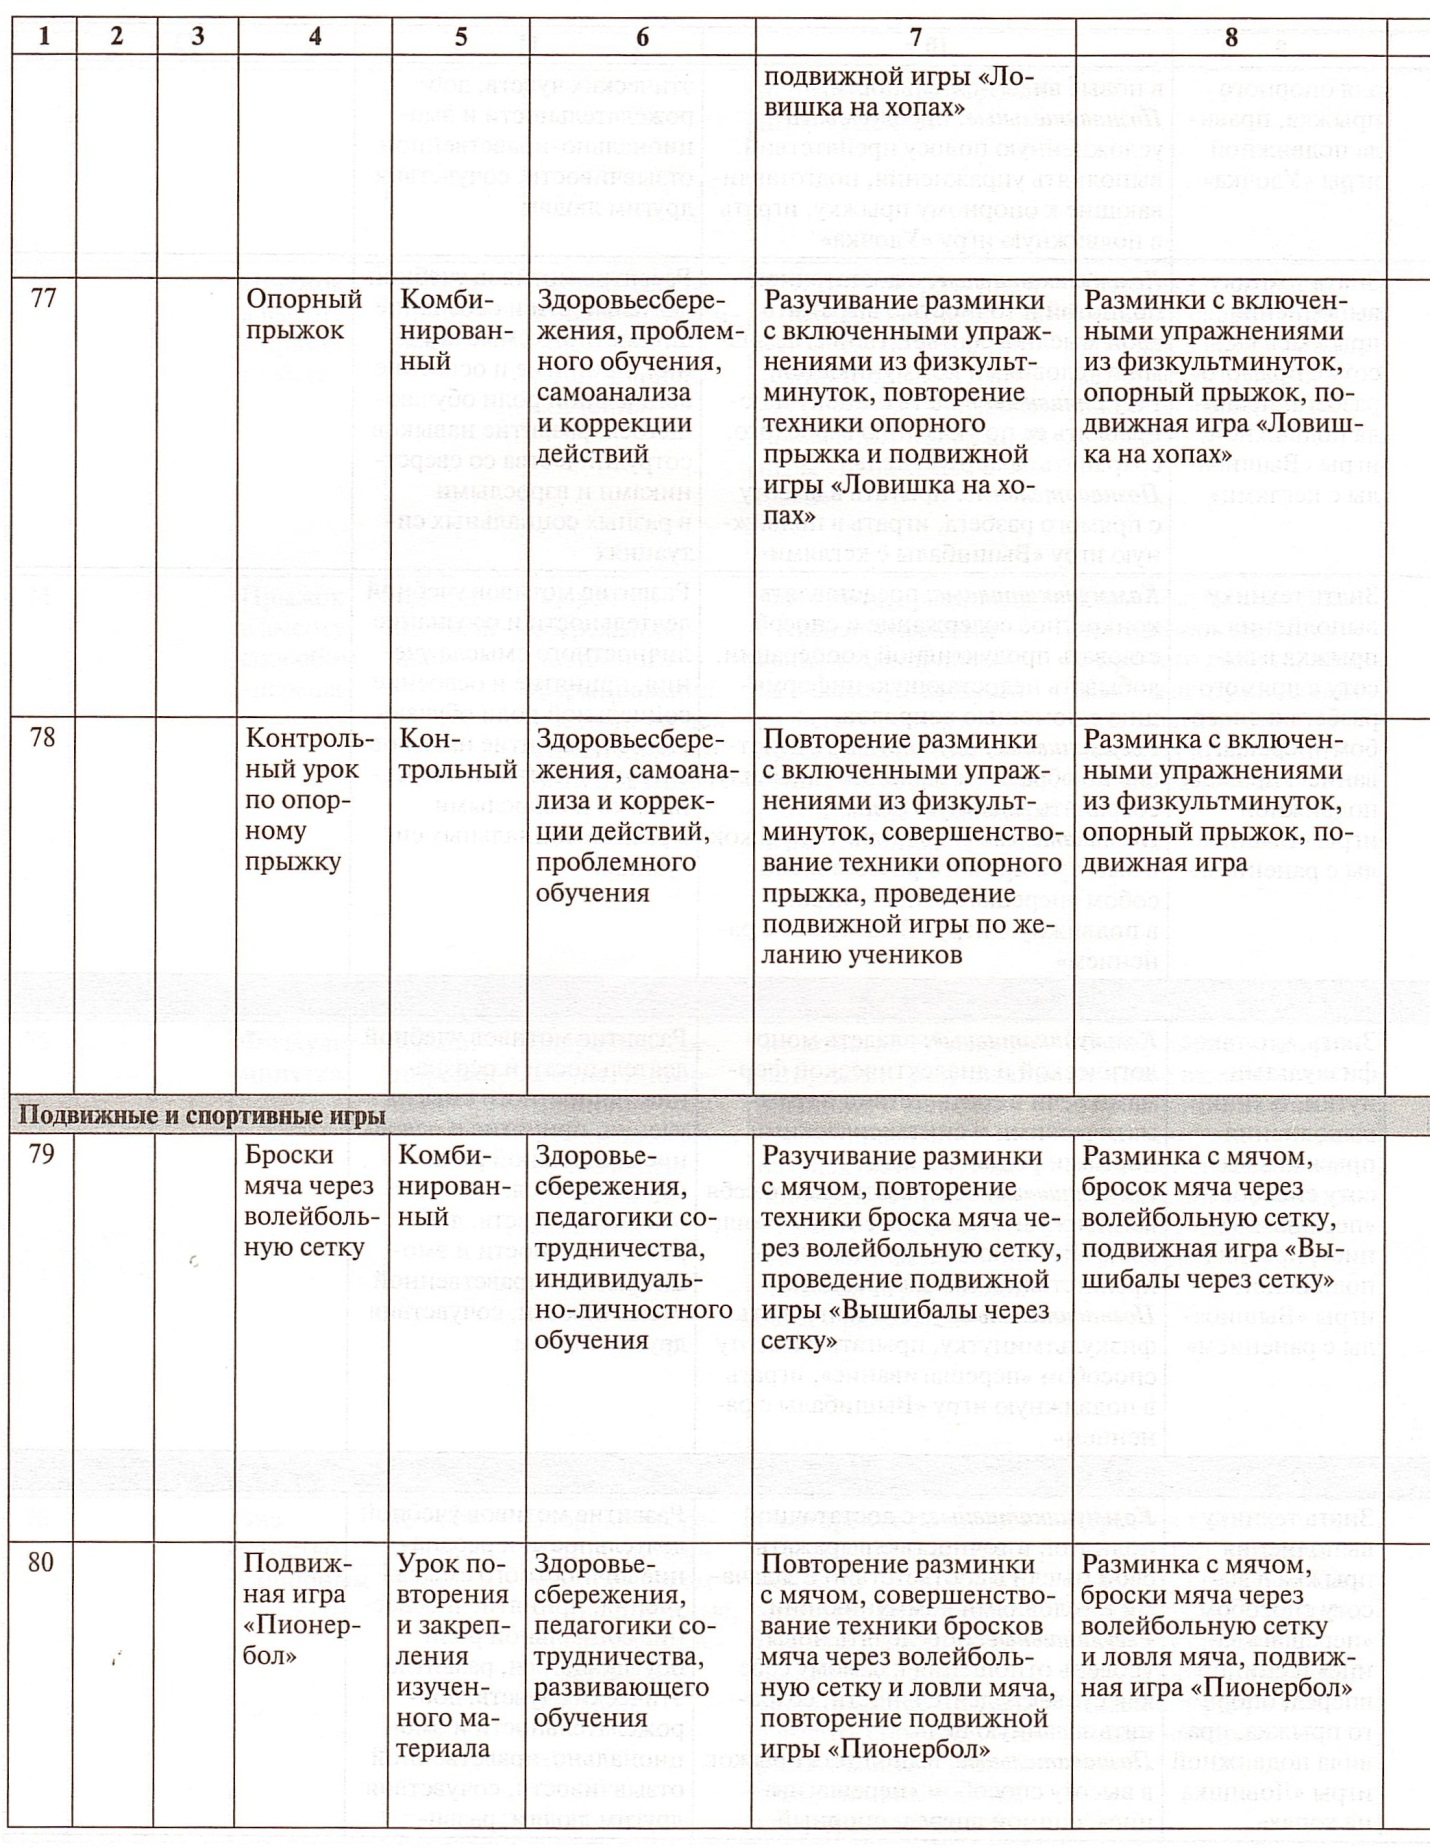 1 2 3 4 5 6 7 8
подвижной игры «Ло-
вишка на хопах»
77
Опорный
прыжок
Комби-
нирован-
ный
Здоровьесбере-
жения, проблем-
ного обучения,
самоанализа
и коррекции
действий
Разучивание разминки
с включенными упраж-
нениями из физкульт-
минуток, повторение
техники опорного
прыжка и подвижной
игры «Ловишка на хо-
пах»
Разминки с включен-
ными упражнениями
из физкультминуток,
опорный прыжок, по-
движная игра «Ловиш-
ка на хопах»
78
Контроль-
ный урок
по опор-
ному
прыжку
Кон-
трольный
Здоровьесбере-
жения, самоана-
лиза и коррек-
ции действий,
проблемного
обучения
Повторение разминки
с включенными упраж-
нениями из физкульт-
минуток, совершенство-
вание техники опорного
прыжка, проведение
подвижной игры по же-
ланию учеников
Разминка с включен-
ными упражнениями
из физкультминуток,
опорный прыжок, по-
движная игра
Подвижные и спортивные игры
79
Броски
мяча через
волейболь-
ную сетку
Комби-
нирован-
ный
Здоровье-
сбережения,
педагогики со-
трудничества,
индивидуаль-
но-личностного
обучения
Разучивание разминки
с мячом, повторение
техники броска мяча че-
рез волейбольную сетку,
проведение подвижной
игры «Вышибалы через
сетку»
Разминка с мячом,
бросок мяча через
волейбольную сетку,
подвижная игра «Вы-
шибалы через сетку»
80
Подвиж-
ная игра
«Пионер-
бол»
Урок по-
вторения
и закреп-
ления
изучен-
ного ма-
териала
Здоровье-
сбережения,
педагогики со-
трудничества,
развивающего
обучения
Повторение разминки
с мячом, совершенство-
вание техники бросков
мяча через волейболь-
ную сетку и ловли мяча,
повторение подвижной
игры «Пионербол»
Разминка с мячом,
броски мяча через
волейбольную сетку
и ловля мяча, подвиж-
ная игра «Пионербол»